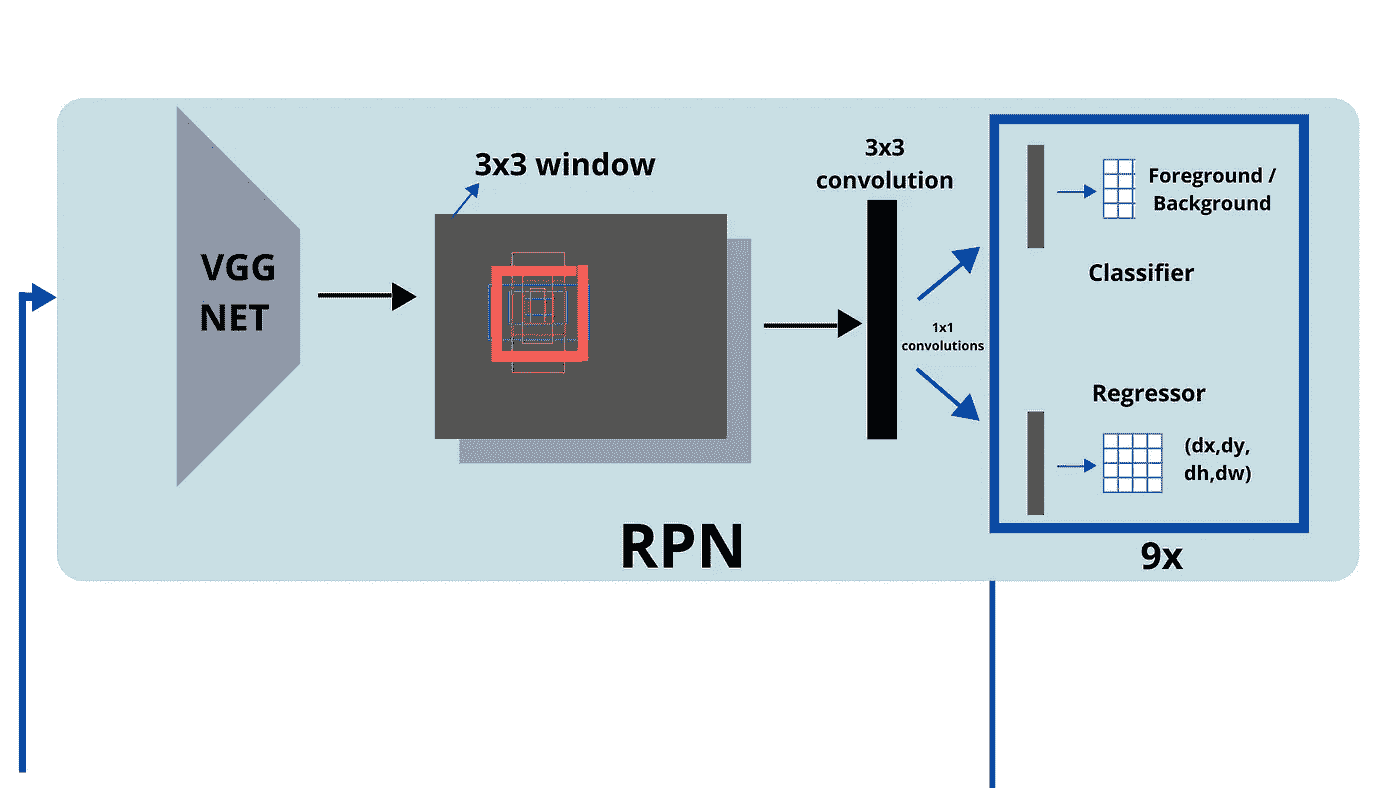 VGG
NET
3x3 window
3x3
convolution
1x1
convolutions
Foreground /
Background
Classifier
Regressor
(dx,dy,
dh,dw)
RPN
9x